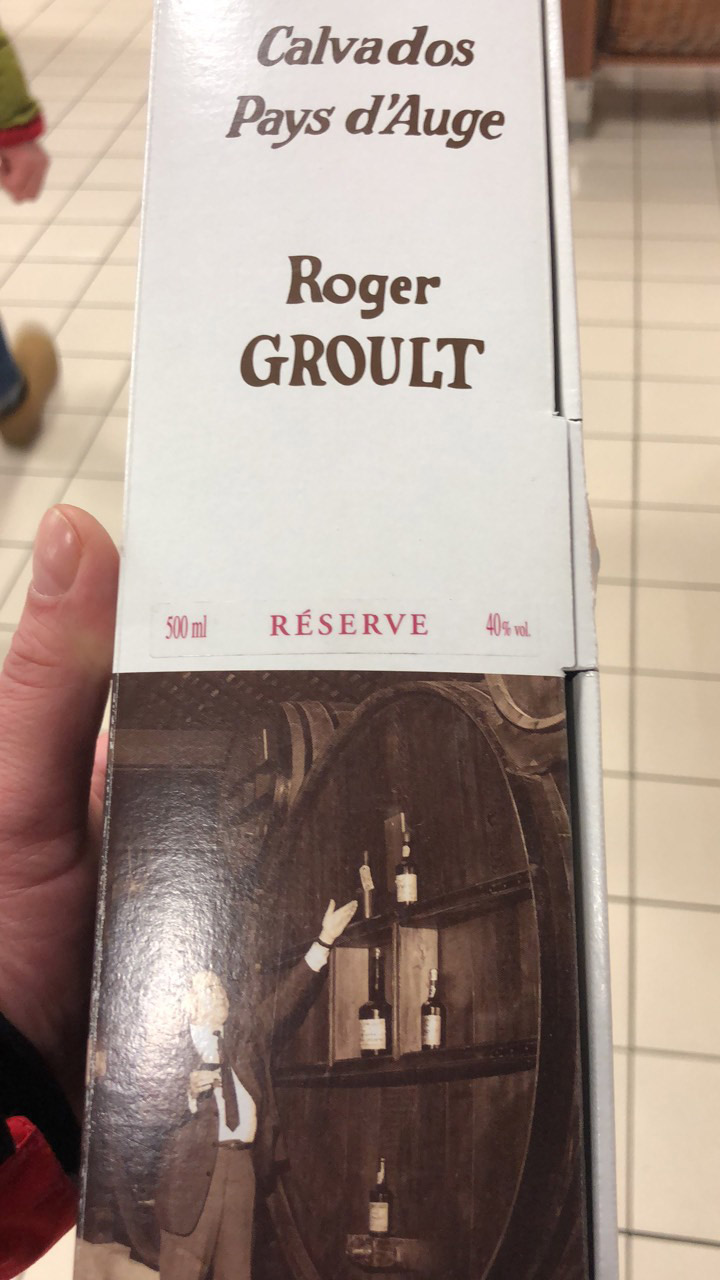 Calvados
Pays d'Auge
Roger
GROULT
500 ml RÉSERVE 40% vol.